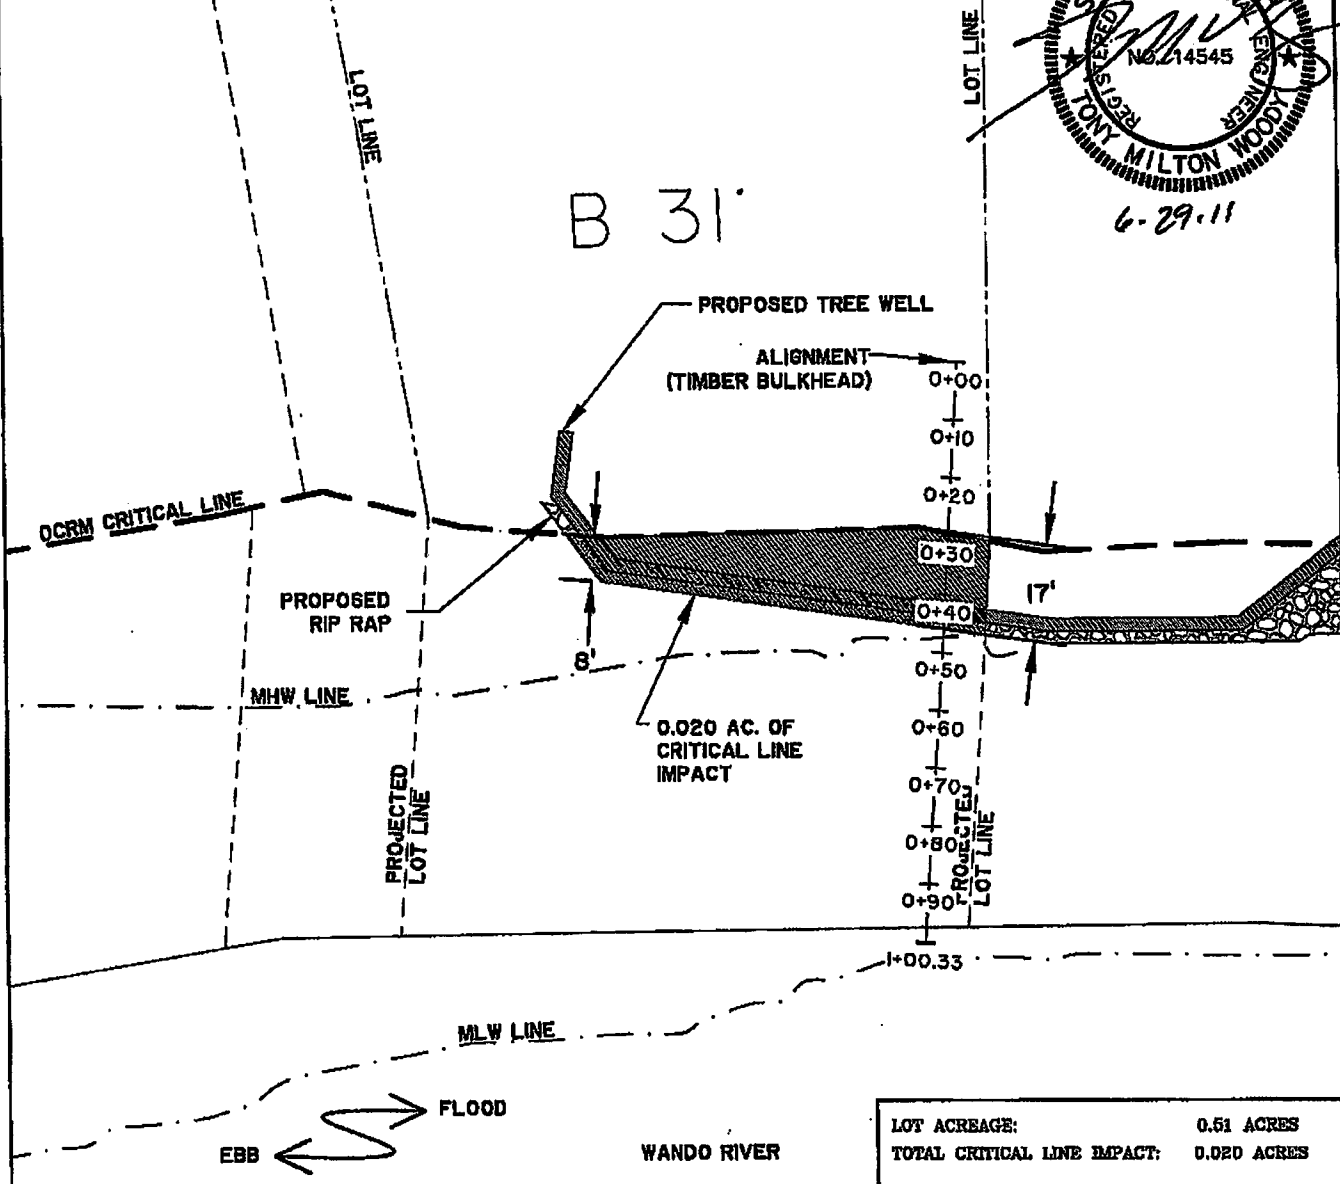 LOT LINE
LOT LINE
REGISTERED
ENGINEER
NO. 14545
TONY MILTON WOODY
6-29-11
B 31
PROPOSED TREE WELL
ALIGNMENT
(TIMBER BULKHEAD)
0+00
0+10
0+20
OCRM CRITICAL LINE
0+30
PROPOSED
RIP RAP
17'
0+40
8'
0+50
MHW LINE
0.020 AC. OF
CRITICAL LINE
IMPACT
0+60
0+70
PROJECTED
LOT LINE
PROJECTED
LOT LINE
0+80
0+90
1+00.33
MLW LINE
FLOOD
EBB
WANDO RIVER
LOT ACREAGE: 0.51 ACRES
TOTAL CRITICAL LINE IMPACT: 0.020 ACRES